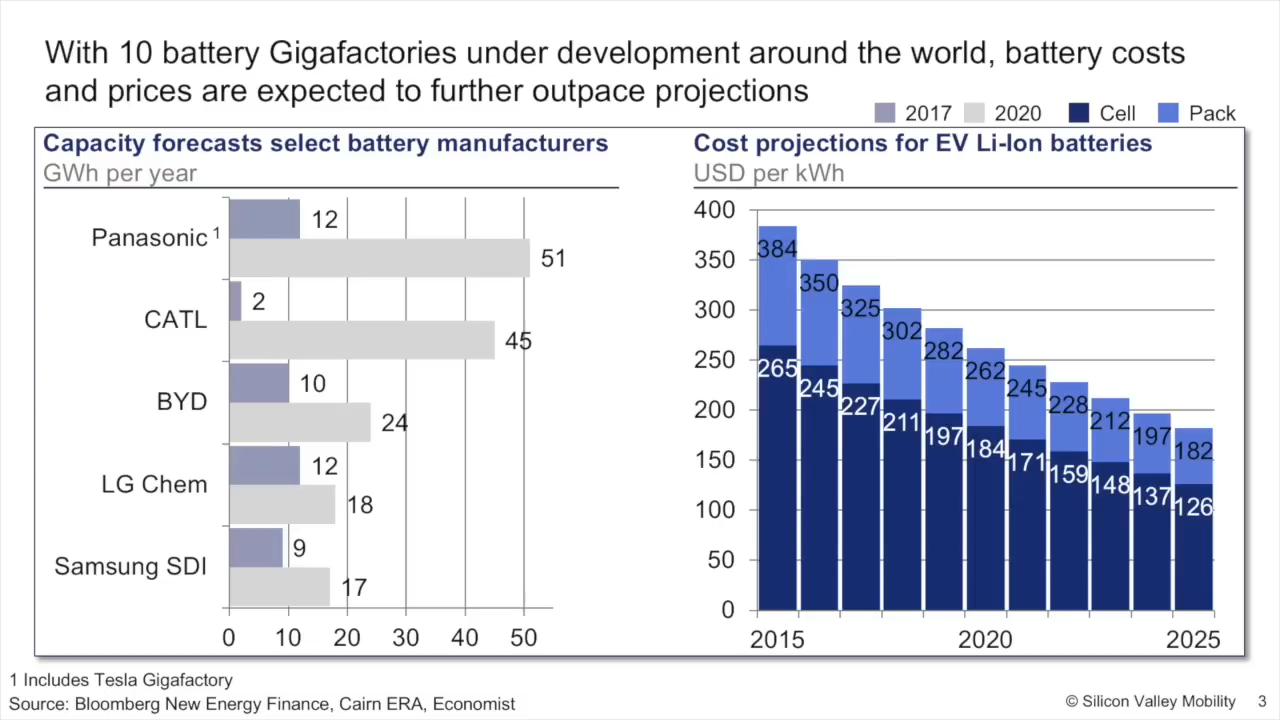 With 10 battery Gigafactories under development around the world, battery costs
and prices are expected to further outpace projections
2017 2020 Cell Pack
Capacity forecasts select battery manufacturers
GWh per year
Panasonic 1
12
51
CATL
2
45
BYD
10
24
LG Chem
12
18
Samsung SDI
9
17
0 10 20 30 40 50
Cost projections for EV Li-Ion batteries
USD per kWh
400
350
300
250
200
150
100
50
0
384 350 325 302 282 262 245 228 212 197 182
265 245 227 211 197 184 171 159 148 137 126
2015 2020 2025
1 Includes Tesla Gigafactory
Source: Bloomberg New Energy Finance, Cairn ERA, Economist
© Silicon Valley Mobility 3